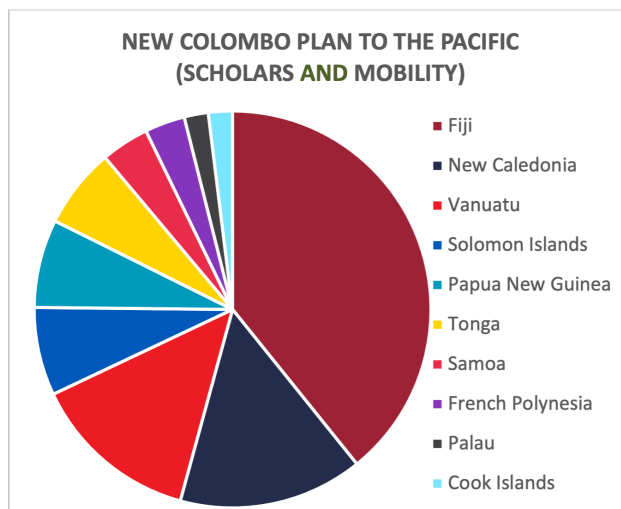 NEW COLOMBO PLAN TO THE PACIFIC
(SCHOLARS AND MOBILITY)
Fiji
New Caledonia
Vanuatu
Solomon Islands
Papua New Guinea
Tonga
Samoa
French Polynesia
Palau
Cook Islands